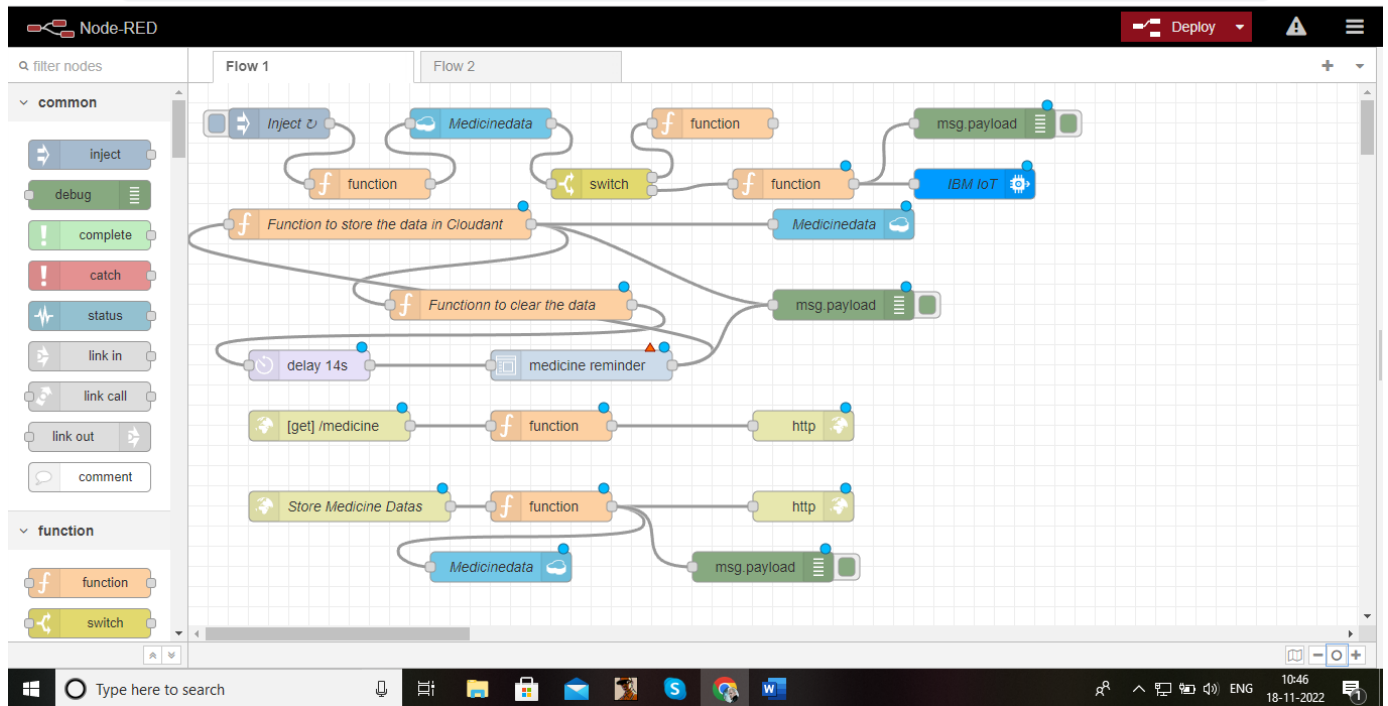 Node-RED
Deploy
filter nodes
Flow 1
Flow 2
common
inject
debug
complete
catch
status
link in
link call
link out
comment
function
function
switch
Inject ↻
Medicinedata
function
msg.payload
function
switch
function
IBM IoT
Function to store the data in Cloudant
Medicinedata
Functionn to clear the data
msg.payload
delay 14s
medicine reminder
[get] /medicine
function
http
Store Medicine Datas
function
http
Medicinedata
msg.payload
Type here to search
ENG
10:46
18-11-2022